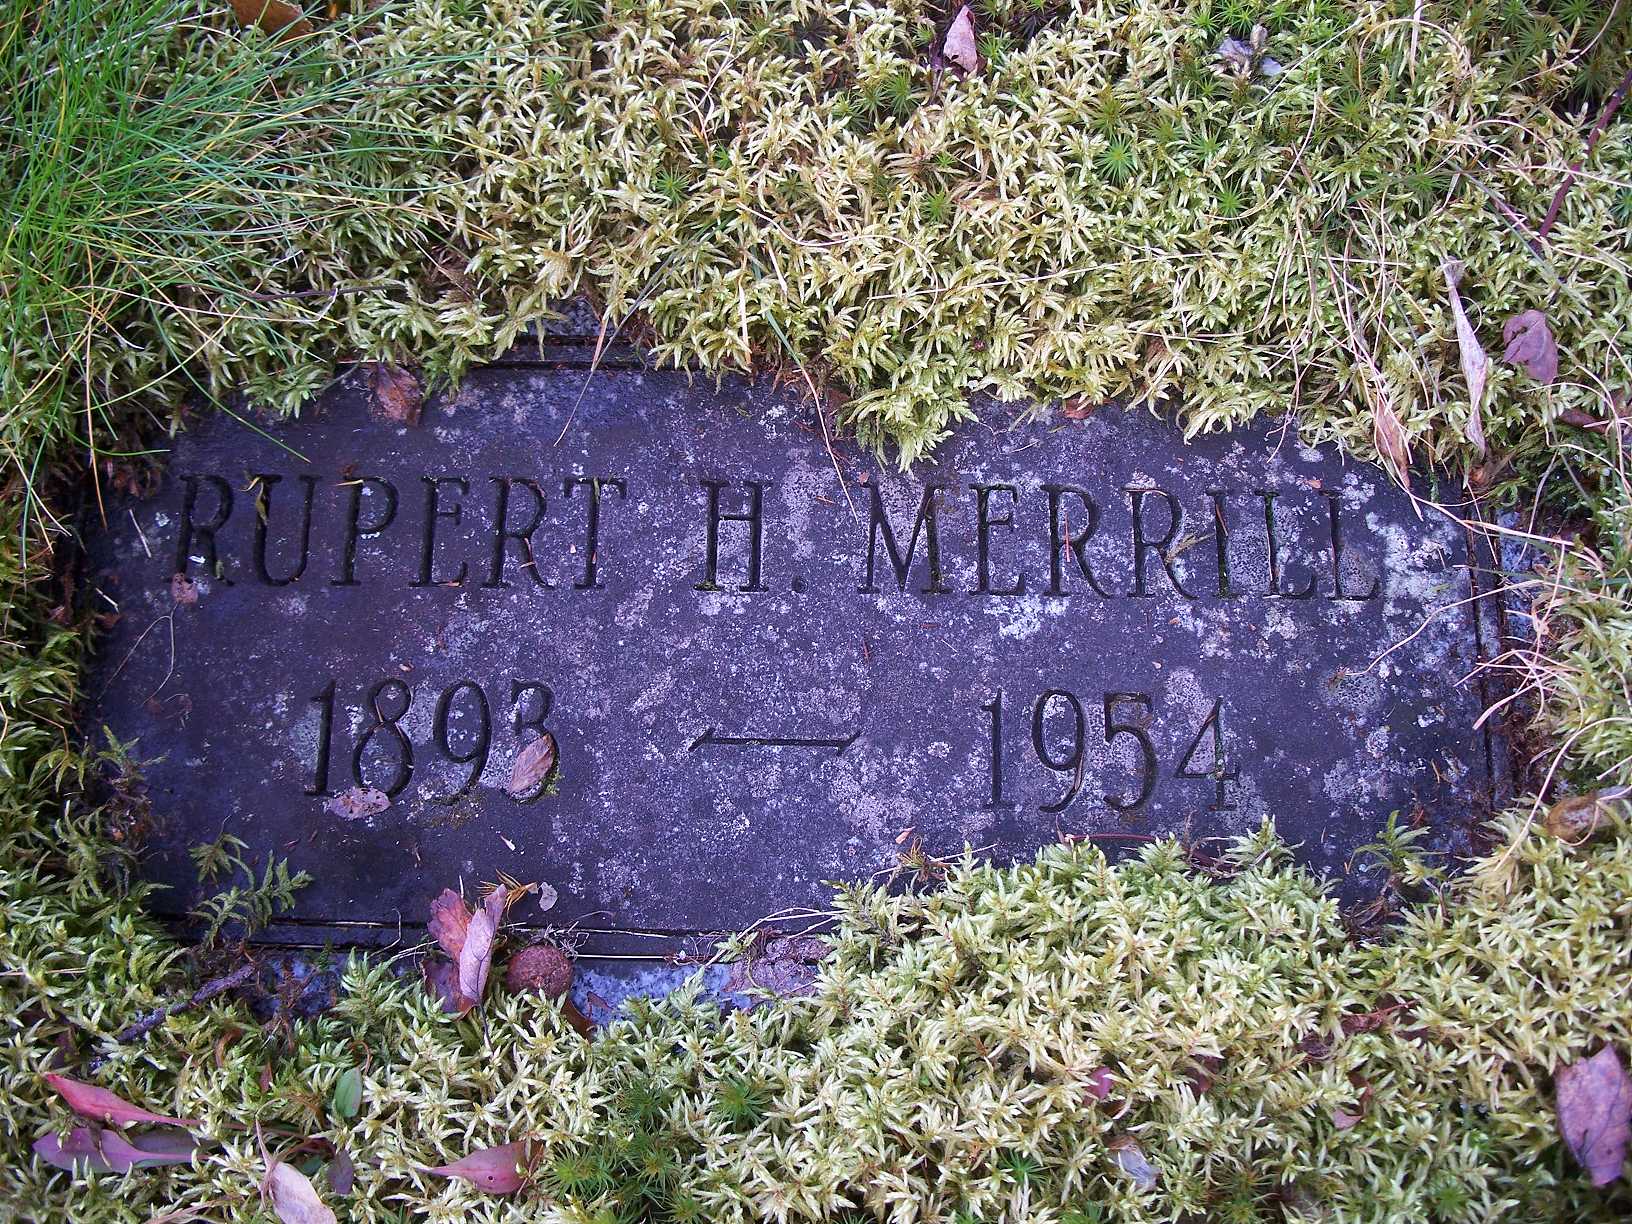 RUPERT H. MERRILL
1893 — 1954